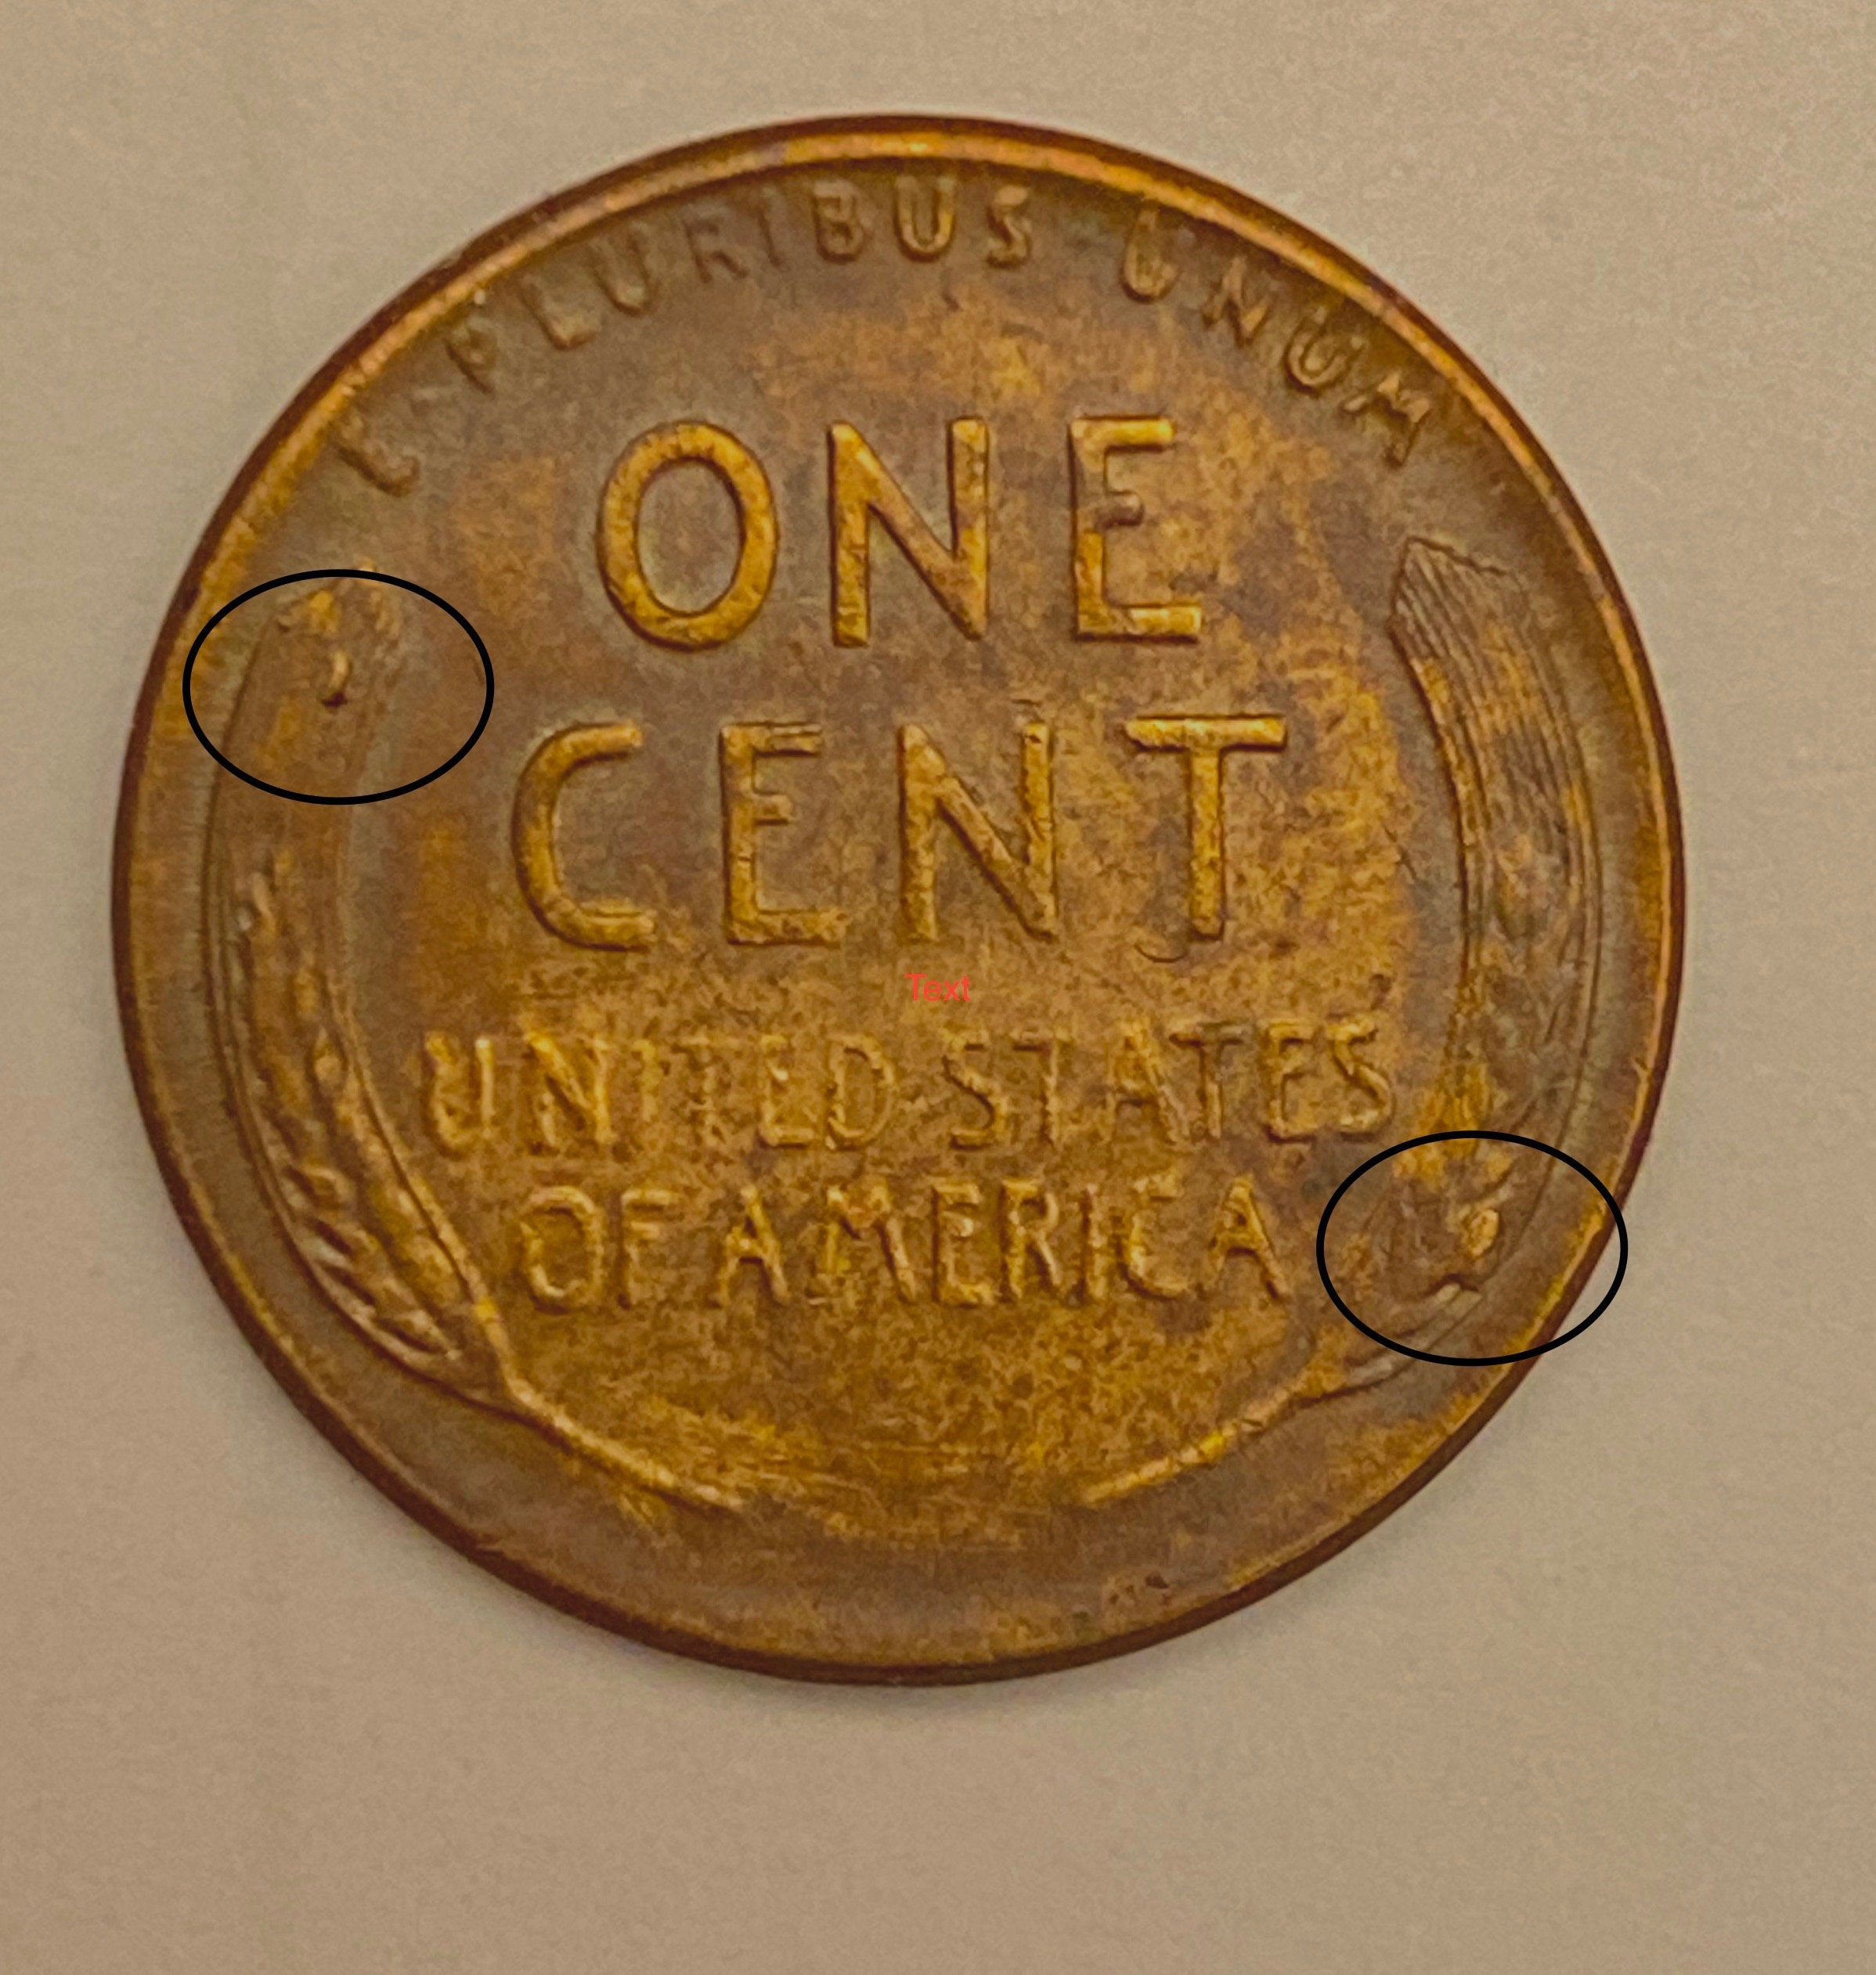 E PLURIBUS UNUM
ONE
CENT
Text
UNITED STATES
OF AMERICA